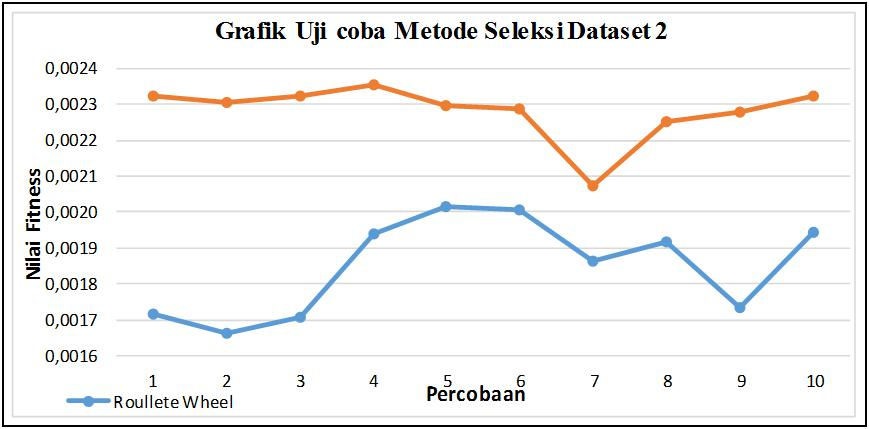 Grafik Uji coba Metode Seleksi Dataset 2
0,0024
0,0023
0,0022
0,0021
0,0020
0,0019
0,0018
0,0017
0,0016
Nilai Fitness
1 2 3 4 5 6 7 8 9 10
Percobaan
Roullete Wheel